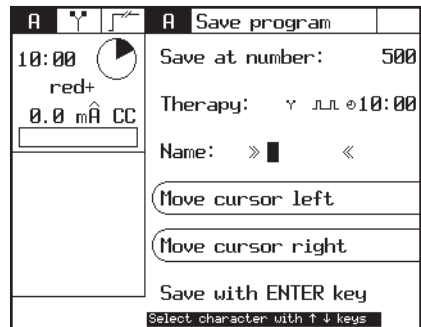 A
10:00
red+
0.0 mÂ CC
A Save program
Save at number: 500
Therapy: 10:00
Name: » «
Move cursor left
Move cursor right
Save with ENTER key
Select character with ↑ ↓ keys